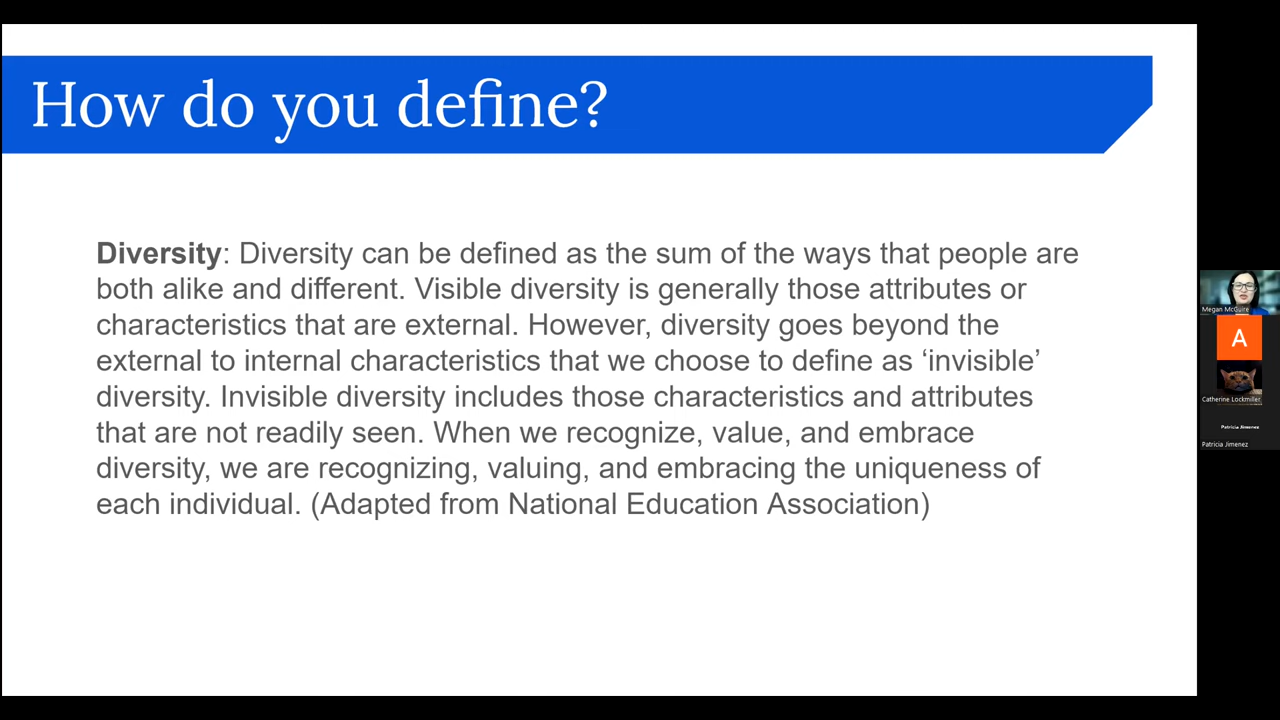 How do you define?
Diversity: Diversity can be defined as the sum of the ways that people are
both alike and different. Visible diversity is generally those attributes or
characteristics that are external. However, diversity goes beyond the
external to internal characteristics that we choose to define as ‘invisible’
diversity. Invisible diversity includes those characteristics and attributes
that are not readily seen. When we recognize, value, and embrace
diversity, we are recognizing, valuing, and embracing the uniqueness of
each individual. (Adapted from National Education Association)
Megan McGuire
A
Catherine Lockmiller
Patricia Jimenez
Patricia Jimenez